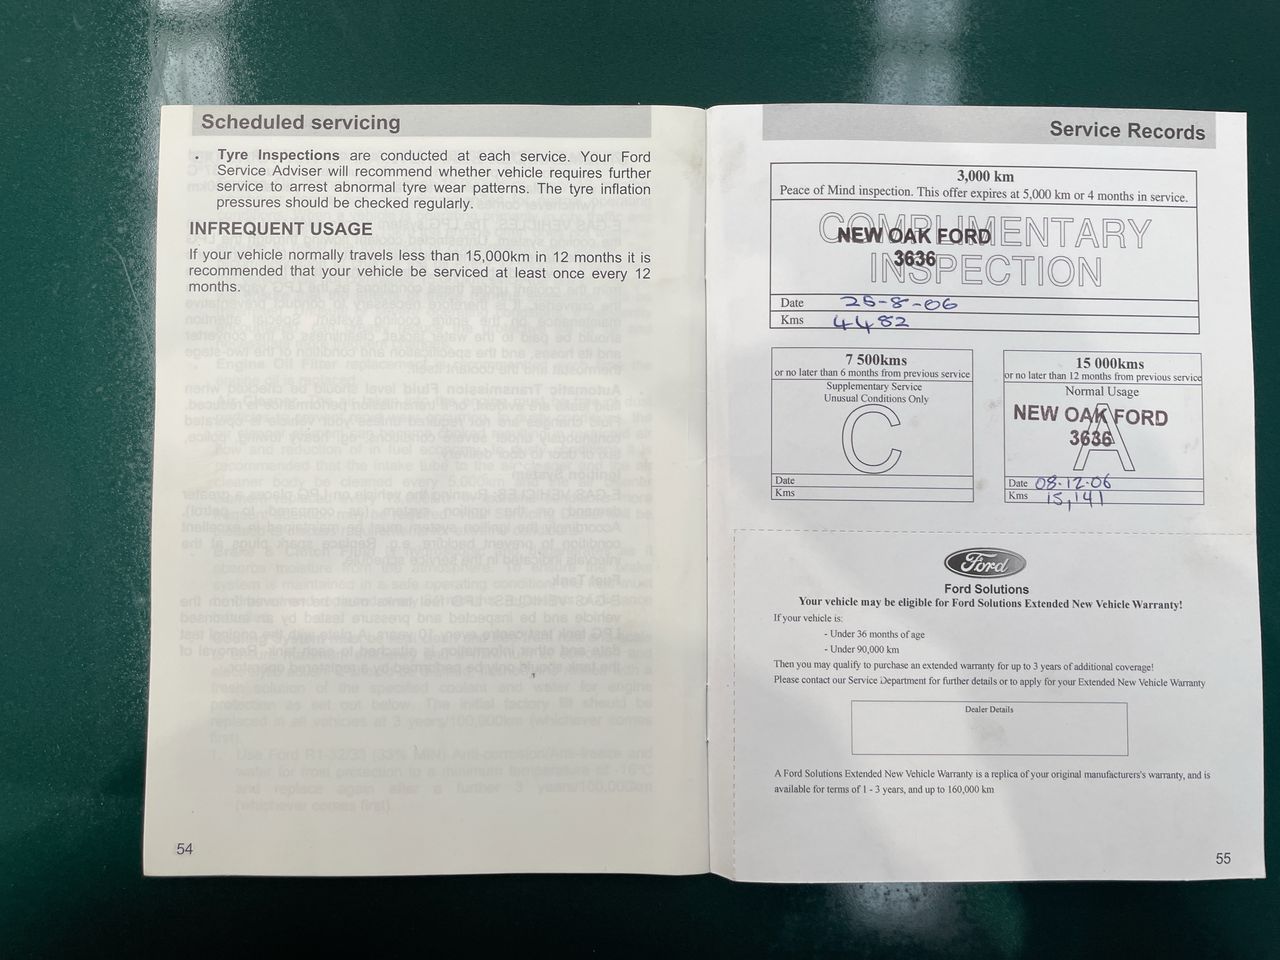 Scheduled servicing
• Tyre Inspections are conducted at each service. Your Ford
Service Adviser will recommend whether vehicle requires further
service to arrest abnormal tyre wear patterns. The tyre inflation
pressures should be checked regularly.
INFREQUENT USAGE
If your vehicle normally travels less than 15,000km in 12 months it is
recommended that your vehicle be serviced at least once every 12
months.
54
Service Records
3,000 km
Peace of Mind inspection. This offer expires at 5,000 km or 4 months in service.
COMPLIMENTARY
INSPECTION
NEW OAK FORD
3636
Date 25-8-06
Kms 4482
7 500kms
or no later than 6 months from previous service
Supplementary Service
Unusual Conditions Only
C
Date
Kms
15 000kms
or no later than 12 months from previous service
Normal Usage
A
NEW OAK FORD
3636
Date 08-12-06
Kms 15,141
Ford
Ford Solutions
Your vehicle may be eligible for Ford Solutions Extended New Vehicle Warranty!
If your vehicle is:
- Under 36 months of age
- Under 90,000 km
Then you may qualify to purchase an extended warranty for up to 3 years of additional coverage!
Please contact our Service Department for further details or to apply for your Extended New Vehicle Warranty
Dealer Details
A Ford Solutions Extended New Vehicle Warranty is a replica of your original manufacturers's warranty, and is
available for terms of 1 - 3 years, and up to 160,000 km
55